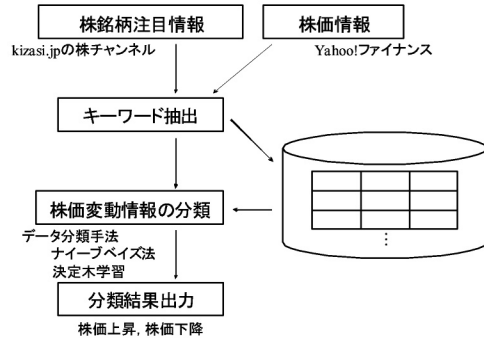 株銘柄注目情報
株価情報
kizasi.jpの株チャンネル
Yahoo!ファイナンス
キーワード抽出
株価変動情報の分類
データ分類手法
ナイーブベイズ法
決定木学習
⋮
分類結果出力
株価上昇, 株価下降